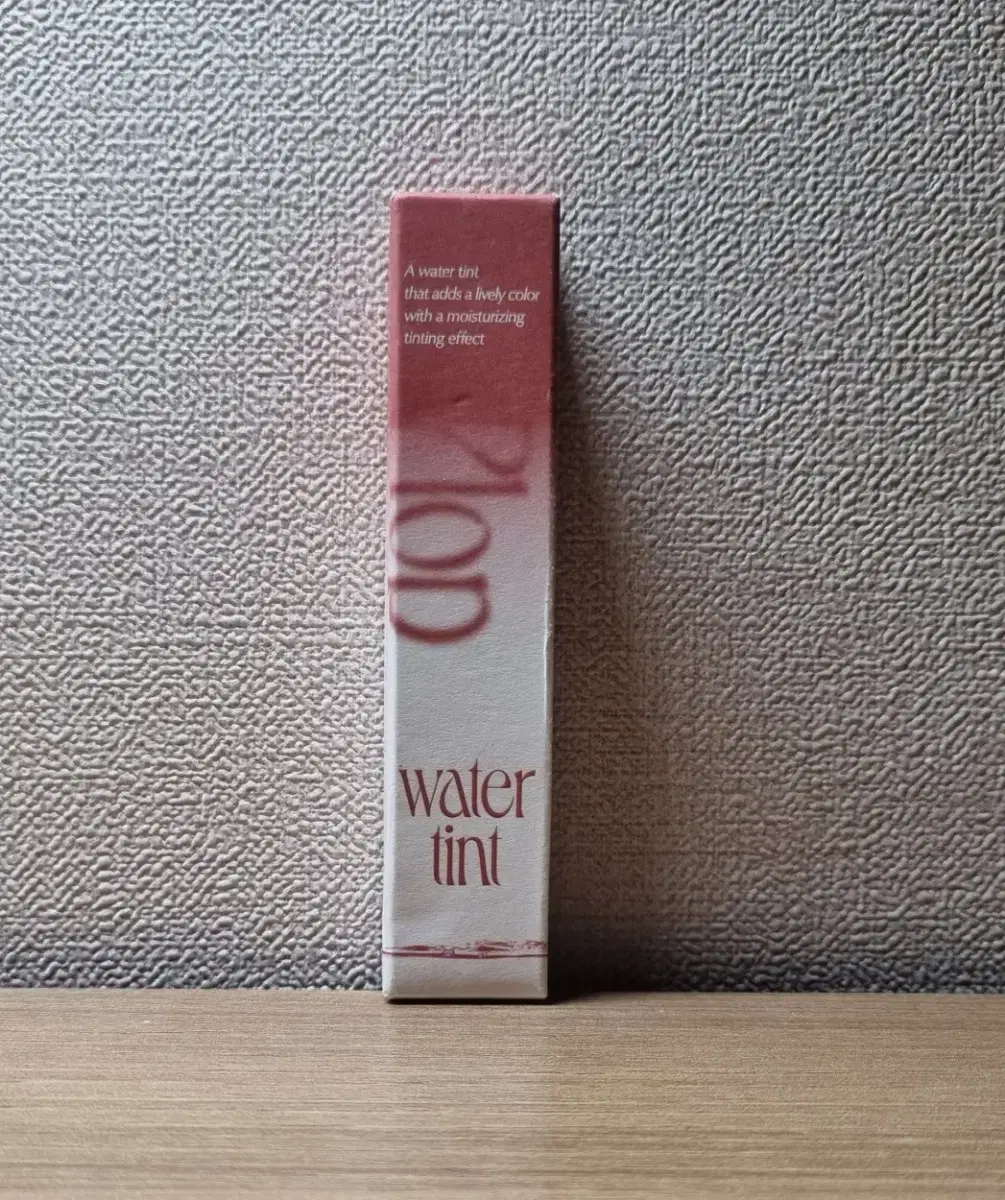 A water tint
that adds a lively color
with a moisturizing
tinting effect
water
tint